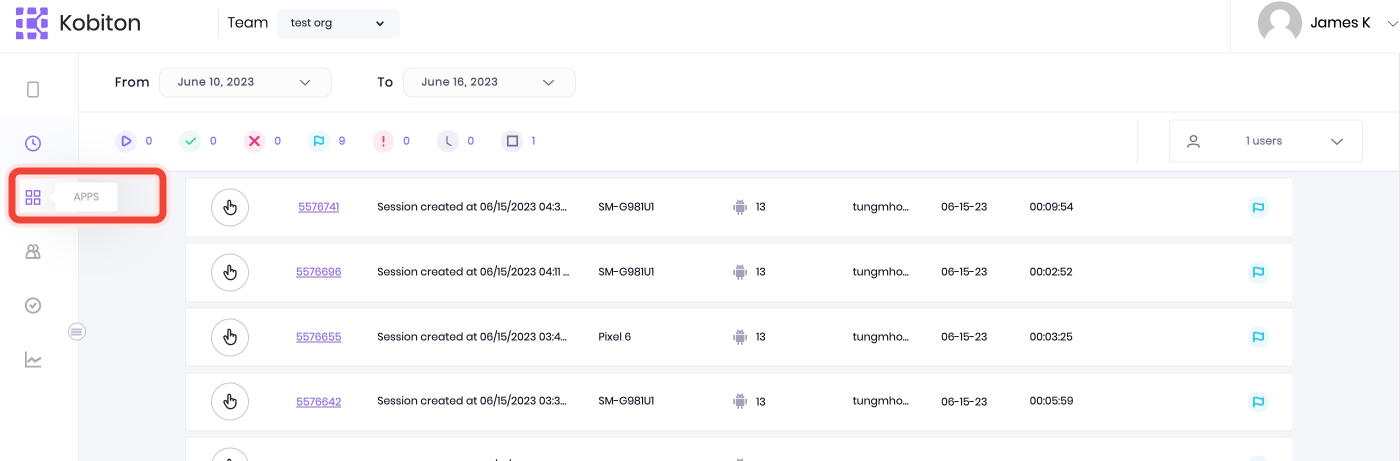 Kobiton Team test org James K
From June 10, 2023 To June 16, 2023
0 0 0 9 0 0 1 1 users
APPS
5576741 Session created at 06/15/2023 04:3... SM-G981U1 13 tungmho... 06-15-23 00:09:54
5576696 Session created at 06/15/2023 04:11 ... SM-G981U1 13 tungmho... 06-15-23 00:02:52
5576655 Session created at 06/15/2023 03:4... Pixel 6 13 tungmho... 06-15-23 00:03:25
5576642 Session created at 06/15/2023 03:3... SM-G981U1 13 tungmho... 06-15-23 00:05:59